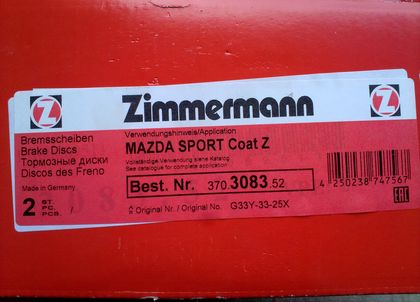 Zimmermann
Z
Z
Bremsscheiben
Brake Discs
Тормозные диски
Discos des Freno
Made in Germany
2 ST.
PC.
PCS. /
Verwendungshinweis/Application
MAZDA SPORT Coat Z
Vollständige Verwendung siehe Katalog
See catalogue for complete application
Best. Nr. 370.3083.52
≙ Original Nr. / Original No. G33Y-33-25X
4 250238 747567
EAC